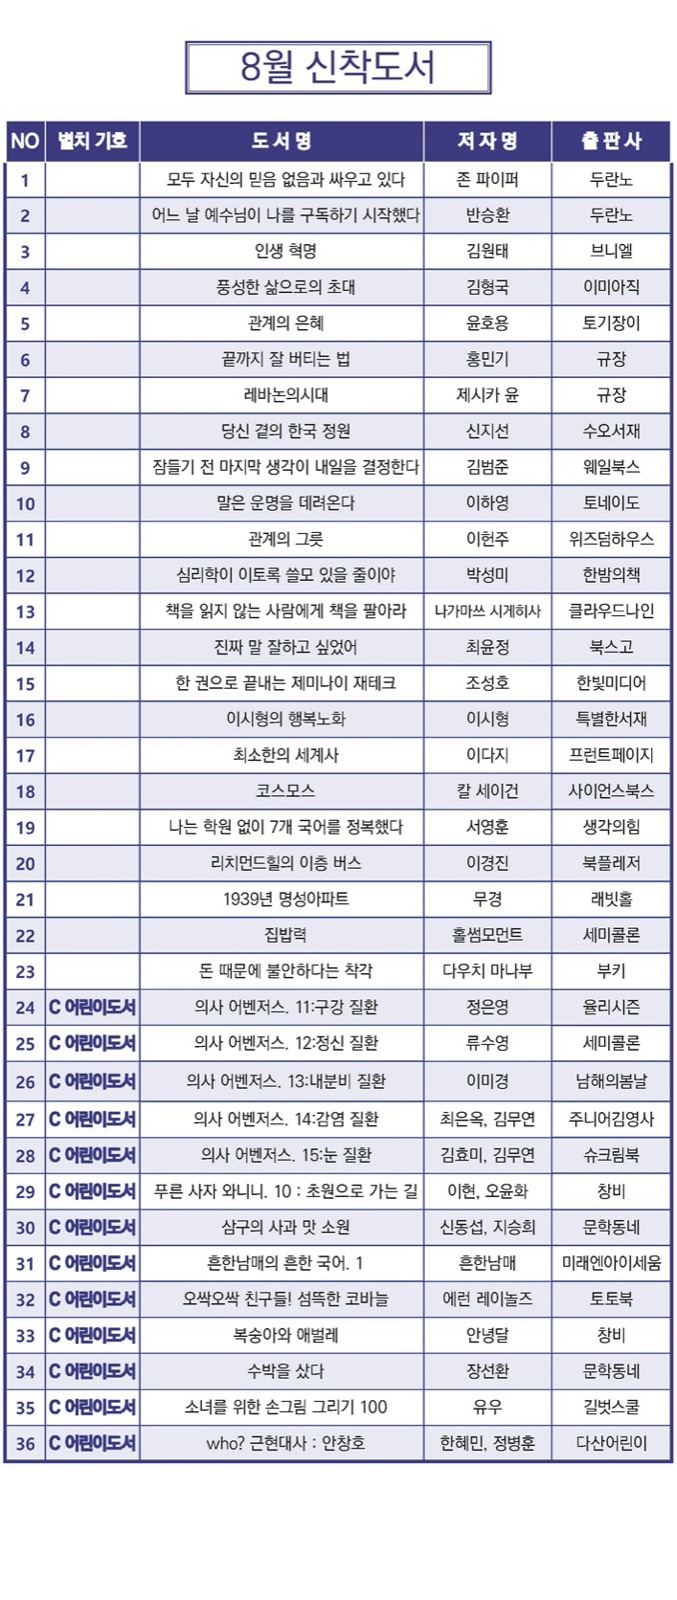 8월 신착도서
NO 별치 기호 도서명 저자명 출판사
1 모두 자신의 믿음 없음과 싸우고 있다 존 파이퍼 두란노
2 어느 날 예수님이 나를 구독하기 시작했다 반승환 두란노
3 인생 혁명 김원태 브니엘
4 풍성한 삶으로의 초대 김형국 이미아직
5 관계의 은혜 윤호용 토기장이
6 끝까지 잘 버티는 법 홍민기 규장
7 레바논의시대 제시카 윤 규장
8 당신 곁의 한국 정원 신지선 수오서재
9 잠들기 전 마지막 생각이 내일을 결정한다 김범준 웨일북스
10 말은 운명을 데려온다 이하영 토네이도
11 관계의 그릇 이헌주 위즈덤하우스
12 심리학이 이토록 쓸모 있을 줄이야 박성미 한밤의책
13 책을 읽지 않는 사람에게 책을 팔아라 나가마쓰 시게히사 클라우드나인
14 진짜 말 잘하고 싶었어 최윤정 북스고
15 한 권으로 끝내는 제미나이 재테크 조성호 한빛미디어
16 이시형의 행복노화 이시형 특별한서재
17 최소한의 세계사 이다지 프런트페이지
18 코스모스 칼 세이건 사이언스북스
19 나는 학원 없이 7개 국어를 정복했다 서영훈 생각의힘
20 리치먼드힐의 이층 버스 이경진 북플레저
21 1939년 명성아파트 무경 래빗홀
22 집밥력 홀썸모먼트 세미콜론
23 돈 때문에 불안하다는 착각 다우치 마나부 부키
24 C 어린이도서 의사 어벤저스. 11:구강 질환 정은영 율리시즌
25 C 어린이도서 의사 어벤저스. 12:정신 질환 류수영 세미콜론
26 C 어린이도서 의사 어벤저스. 13:내분비 질환 이미경 남해의봄날
27 C 어린이도서 의사 어벤저스. 14:감염 질환 최은옥, 김무연 주니어김영사
28 C 어린이도서 의사 어벤저스. 15:눈 질환 김효미, 김무연 슈크림북
29 C 어린이도서 푸른 사자 와니니. 10 : 초원으로 가는 길 이현, 오윤화 창비
30 C 어린이도서 삼구의 사과 맛 소원 신동섭, 지승희 문학동네
31 C 어린이도서 흔한남매의 흔한 국어. 1 흔한남매 미래엔아이세움
32 C 어린이도서 오싹오싹 친구들! 섬뜩한 코바늘 에런 레이놀즈 토토북
33 C 어린이도서 복숭아와 애벌레 안녕달 창비
34 C 어린이도서 수박을 샀다 장선환 문학동네
35 C 어린이도서 소녀를 위한 손그림 그리기 100 유우 길벗스쿨
36 C 어린이도서 who? 근현대사 : 안창호 한혜민, 정병훈 다산어린이